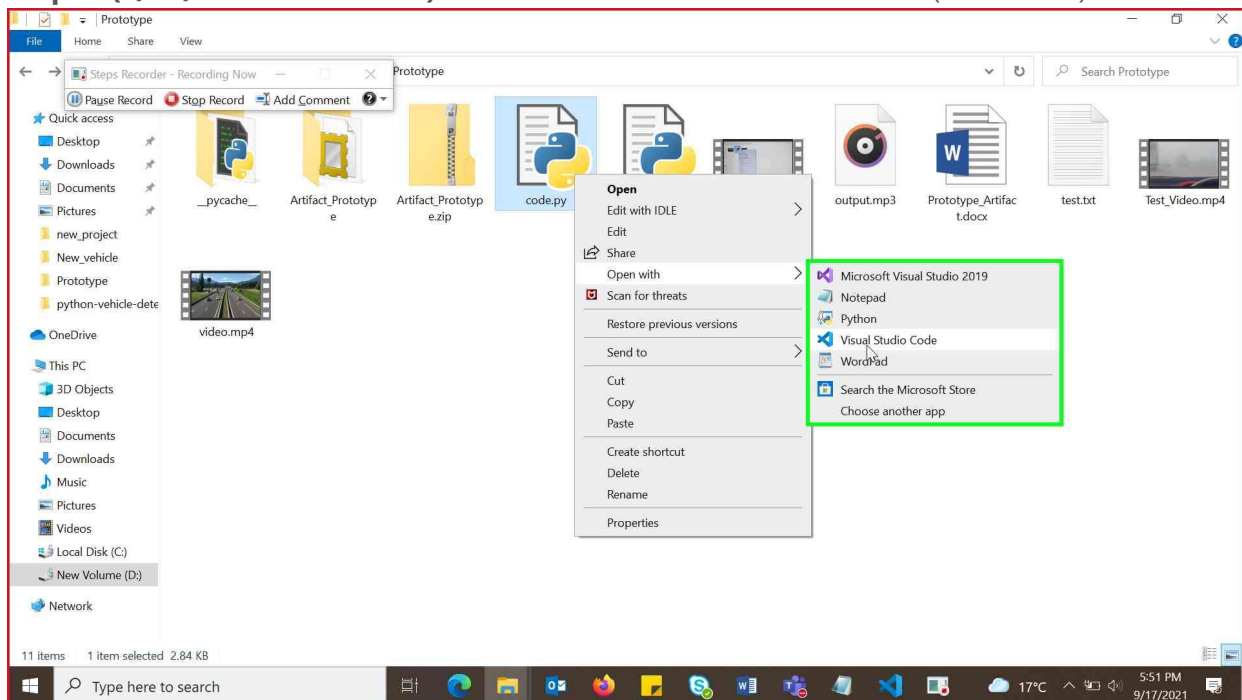 Prototype
File Home Share View
Steps Recorder - Recording Now
Prototype
Search Prototype
Pause Record Stop Record Add Comment
Quick access
Desktop
Downloads
Documents
Pictures
new_project
New_vehicle
Prototype
python-vehicle-dete
OneDrive
This PC
3D Objects
Desktop
Documents
Downloads
Music
Pictures
Videos
Local Disk (C:)
New Volume (D:)
Network
__pycache__
Artifact_Prototyp
e
Artifact_Prototyp
e.zip
code.py
output.mp3
Prototype_Artifac
t.docx
test.txt
Test_Video.mp4
video.mp4
Open
Edit with IDLE
Edit
Share
Open with
Scan for threats
Restore previous versions
Send to
Cut
Copy
Paste
Create shortcut
Delete
Rename
Properties
Microsoft Visual Studio 2019
Notepad
Python
Visual Studio Code
WordPad
Search the Microsoft Store
Choose another app
11 items 1 item selected 2.84 KB
Type here to search
17°C
5:51 PM
9/17/2021